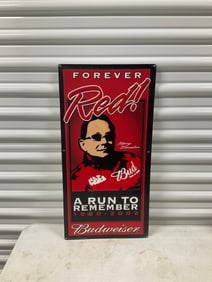 FOREVER
Red!
Bud
A RUN TO
REMEMBER
1980-2002
Budweiser